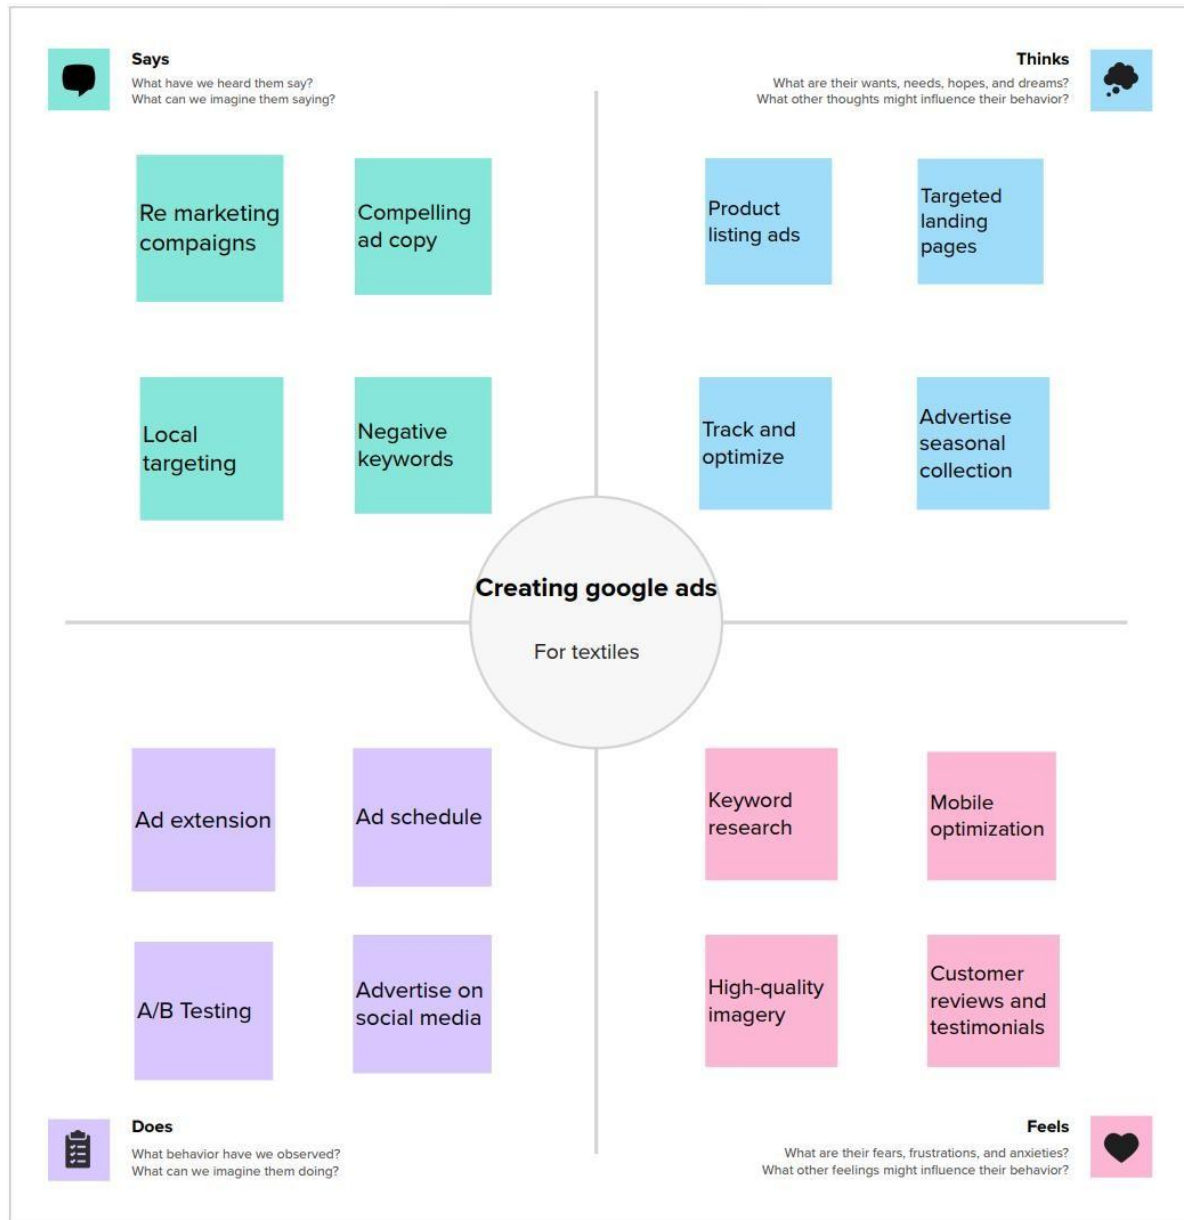 Says
What have we heard them say?
What can we imagine them saying?
Thinks
What are their wants, needs, hopes, and dreams?
What other thoughts might influence their behavior?
Re marketing
compaigns
Compelling
ad copy
Product
listing ads
Targeted
landing
pages
Local
targeting
Negative
keywords
Track and
optimize
Advertise
seasonal
collection
Creating google ads
For textiles
Ad extension
Ad schedule
Keyword
research
Mobile
optimization
A/B Testing
Advertise on
social media
High-quality
imagery
Customer
reviews and
testimonials
Does
What behavior have we observed?
What can we imagine them doing?
Feels
What are their fears, frustrations, and anxieties?
What other feelings might influence their behavior?